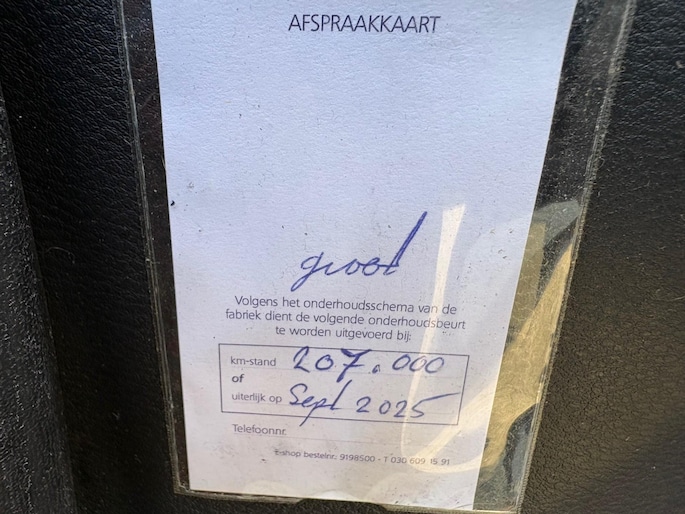 AFSPRAAKKAART
groot
Volgens het onderhoudsschema van de
fabriek dient de volgende onderhoudsbeurt
te worden uitgevoerd bij:
km-stand 207.000
of
uiterlijk op Sept 2025
Telefoonnr.
E-shop bestelnr. 9198500 - T 030 609 15 91